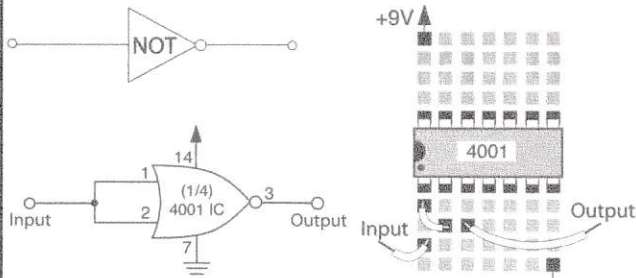 NOT
14
1
(1/4)
4001 IC
3
2
Input
Output
7
+9V
4001
Input
Output